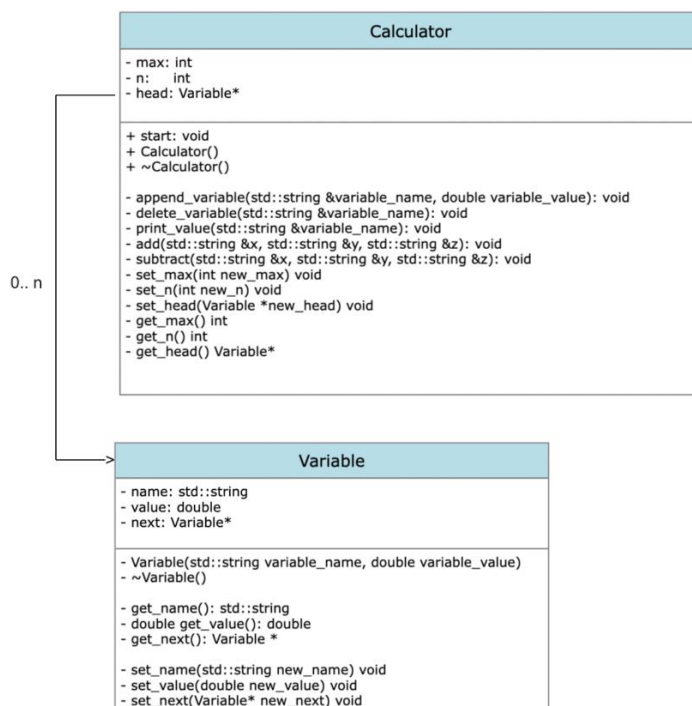 Calculator
- max: int
- n: int
- head: Variable*
+ start: void
+ Calculator()
+ ~Calculator()
- append_variable(std::string &variable_name, double variable_value): void
- delete_variable(std::string &variable_name): void
- print_value(std::string &variable_name): void
- add(std::string &x, std::string &y, std::string &z): void
- subtract(std::string &x, std::string &y, std::string &z): void
- set_max(int new_max) void
- set_n(int new_n) void
- set_head(Variable *new_head) void
- get_max() int
- get_n() int
- get_head() Variable*
0.. n
Variable
- name: std::string
- value: double
- next: Variable*
- Variable(std::string variable_name, double variable_value)
- ~Variable()
- get_name(): std::string
- double get_value(): double
- get_next(): Variable *
- set_name(std::string new_name) void
- set_value(double new_value) void
- set_next(Variable* new_next) void